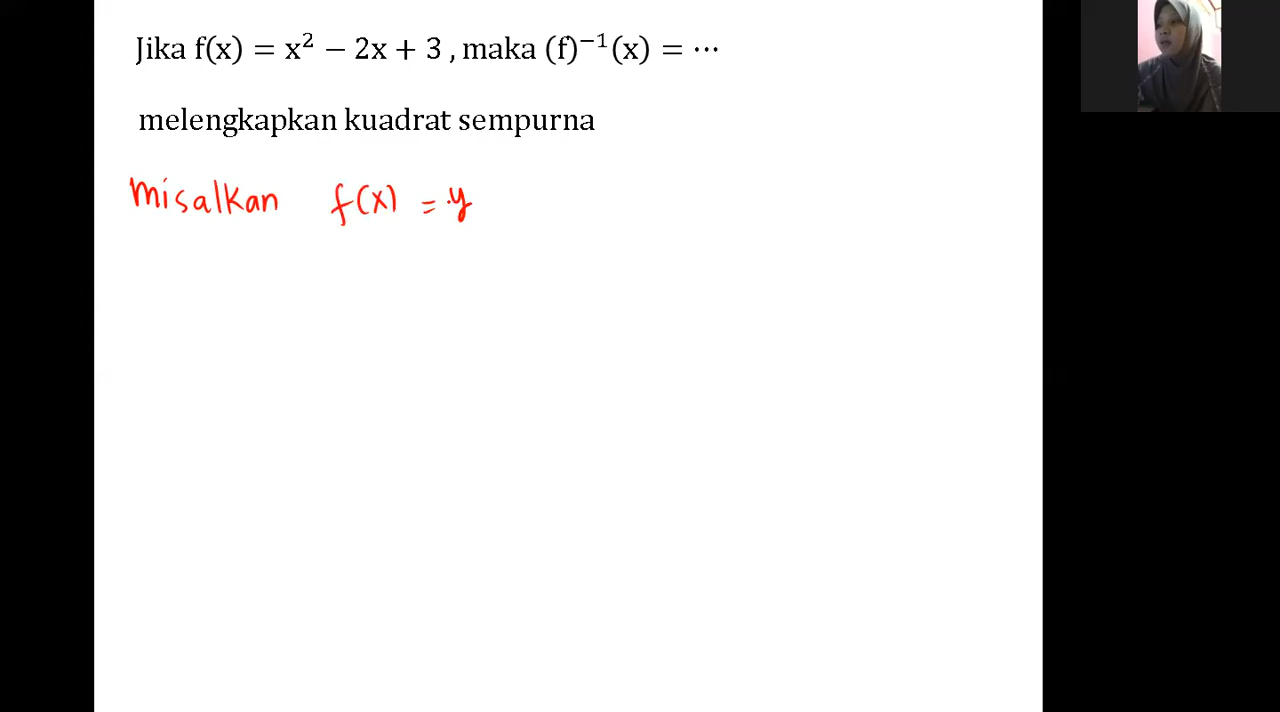 Jika f(x) = x² − 2x + 3 , maka (f)⁻¹(x) = ⋯
melengkapkan kuadrat sempurna
Misalkan f(x) = y